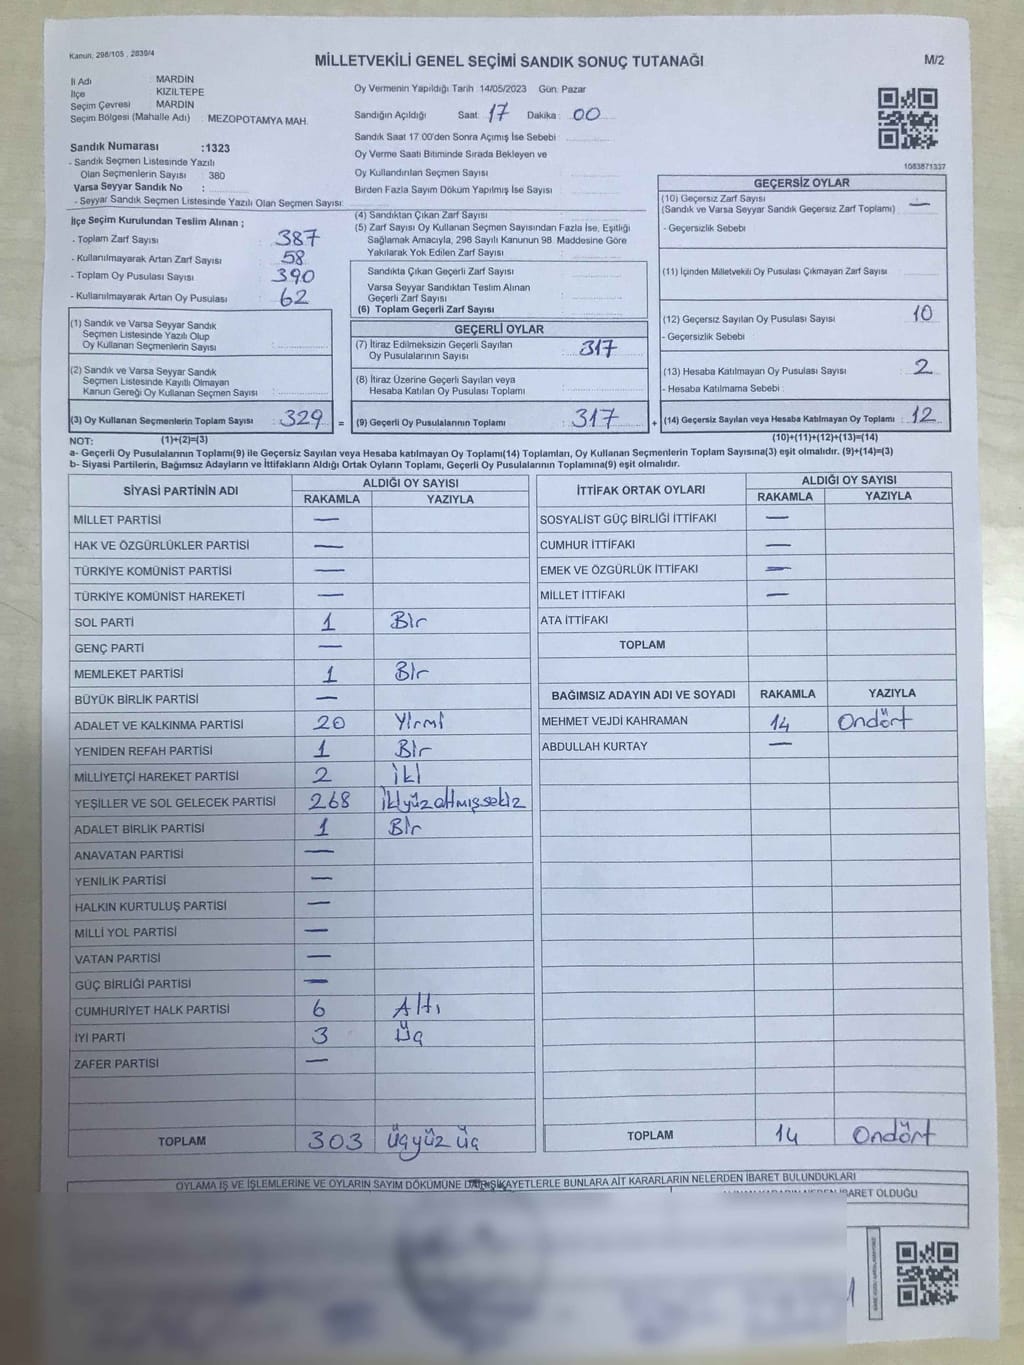 Kanun, 298/105 , 2839/4
MİLLETVEKİLİ GENEL SEÇİMİ SANDIK SONUÇ TUTANAĞI
M/2
İl Adı : MARDİN
İlçe : KIZILTEPE
Seçim Çevresi : MARDİN
Seçim Bölgesi (Mahalle Adı) : MEZOPOTAMYA MAH.
Sandık Numarası :1323
- Sandık Seçmen Listesinde Yazılı
Olan Seçmenlerin Sayısı : 380
Varsa Seyyar Sandık No :
- Seyyar Sandık Seçmen Listesinde Yazılı Olan Seçmen Sayısı:
Oy Vermenin Yapıldığı Tarih :14/05/2023 Gün: Pazar
Sandığın Açıldığı Saat: 17 Dakika : 00
Sandık Saat 17:00'den Sonra Açımış İse Sebebi :
Oy Verme Saati Bitiminde Sırada Bekleyen ve
Oy Kullandırılan Seçmen Sayısı :
Birden Fazla Sayım Döküm Yapılmış İse Sayısı :
1083871337
İlçe Seçim Kurulundan Teslim Alınan ;
- Toplam Zarf Sayısı : 387
- Kullanılmayarak Artan Zarf Sayısı : 58
- Toplam Oy Pusulası Sayısı : 390
- Kullanılmayarak Artan Oy Pusulası : 62
(1) Sandık ve Varsa Seyyar Sandık
Seçmen Listesinde Yazılı Olup
Oy Kullanan Seçmenlerin Sayısı :
(2) Sandık ve Varsa Seyyar Sandık
Seçmen Listesinde Kayıtlı Olmayan
Kanun Gereği Oy Kullanan Seçmen Sayısı :
(3) Oy Kullanan Seçmenlerin Toplam Sayısı : 329 =
(4) Sandıktan Çıkan Zarf Sayısı :
(5) Zarf Sayısı Oy Kullanan Seçmen Sayısından Fazla İse, Eşitliği
Sağlamak Amacıyla, 298 Sayılı Kanunun 98. Maddesine Göre
Yakılarak Yok Edilen Zarf Sayısı :
Sandıkta Çıkan Geçerli Zarf Sayısı :
Varsa Seyyar Sandıktan Teslim Alınan
Geçerli Zarf Sayısı :
(6) Toplam Geçerli Zarf Sayısı :
GEÇERLİ OYLAR
(7) İtiraz Edilmeksizin Geçerli Sayılan
Oy Pusulalarının Sayısı : 317
(8) İtiraz Üzerine Geçerli Sayılan veya
Hesaba Katılan Oy Pusulası Toplamı :
(9) Geçerli Oy Pusulalarının Toplamı : 317 +
GEÇERSİZ OYLAR
(10) Geçersiz Zarf Sayısı : —
(Sandık ve Varsa Seyyar Sandık Geçersiz Zarf Toplamı)
- Geçersizlik Sebebi :
(11) İçinden Milletvekili Oy Pusulası Çıkmayan Zarf Sayısı :
(12) Geçersiz Sayılan Oy Pusulası Sayısı : 10
- Geçersizlik Sebebi :
(13) Hesaba Katılmayan Oy Pusulası Sayısı : 2
- Hesaba Katılmama Sebebi :
(14) Geçersiz Sayılan veya Hesaba Katılmayan Oy Toplamı : 12
NOT: (1)+(2)=(3) (10)+(11)+(12)+(13)=(14)
a- Geçerli Oy Pusulalarının Toplamı(9) ile Geçersiz Sayılan veya Hesaba katılmayan Oy Toplamı(14) Toplamları, Oy Kullanan Seçmenlerin Toplam Sayısına(3) eşit olmalıdır. (9)+(14)=(3)
b- Siyasi Partilerin, Bağımsız Adayların ve İttifakların Aldığı Ortak Oyların Toplamı, Geçerli Oy Pusulalarının Toplamına(9) eşit olmalıdır.
SİYASİ PARTİNİN ADI ALDIĞI OY SAYISI
RAKAMLA YAZIYLA
MİLLET PARTİSİ —
HAK VE ÖZGÜRLÜKLER PARTİSİ —
TÜRKİYE KOMÜNİST PARTİSİ —
TÜRKİYE KOMÜNİST HAREKETİ —
SOL PARTİ 1 Bir
GENÇ PARTİ —
MEMLEKET PARTİSİ 1 Bir
BÜYÜK BİRLİK PARTİSİ —
ADALET VE KALKINMA PARTİSİ 20 Yirmi
YENİDEN REFAH PARTİSİ 1 Bir
MİLLİYETÇİ HAREKET PARTİSİ 2 iki
YEŞİLLER VE SOL GELECEK PARTİSİ 268 ikiyüzaltmışsekiz
ADALET BİRLİK PARTİSİ 1 Bir
ANAVATAN PARTİSİ —
YENİLİK PARTİSİ —
HALKIN KURTULUŞ PARTİSİ —
MİLLİ YOL PARTİSİ —
VATAN PARTİSİ —
GÜÇ BİRLİĞİ PARTİSİ —
CUMHURİYET HALK PARTİSİ 6 Altı
İYİ PARTİ 3 Üç
ZAFER PARTİSİ —
TOPLAM 303 Üçyüz üç
İTTİFAK ORTAK OYLARI ALDIĞI OY SAYISI
RAKAMLA YAZIYLA
SOSYALİST GÜÇ BİRLİĞİ İTTİFAKI —
CUMHUR İTTİFAKI —
EMEK VE ÖZGÜRLÜK İTTİFAKI —
MİLLET İTTİFAKI —
ATA İTTİFAKI
TOPLAM
BAĞIMSIZ ADAYIN ADI VE SOYADI RAKAMLA YAZIYLA
MEHMET VEJDİ KAHRAMAN 14 Ondört
ABDULLAH KURTAY —
TOPLAM 14 Ondört
OYLAMA İŞ VE İŞLEMLERİNE VE OYLARIN SAYIM DÖKÜMÜNE DAİR ŞİKAYETLERLE BUNLARA AİT KARARLARIN NELERDEN İBARET BULUNDUKLARI
İBARET OLDUĞU